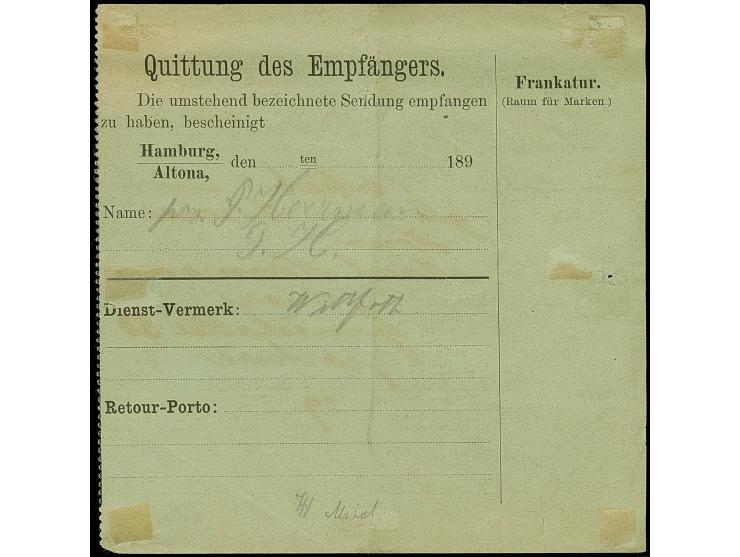 Quittung des Empfängers.
Die umstehend bezeichnete Sendung empfangen
zu haben, bescheinigt
Hamburg,
Altona, den ten 189
Name: P. Herrmann
J. H.
Dienst-Vermerk:
Retour-Porto:
Frankatur.
(Raum für Marken.)